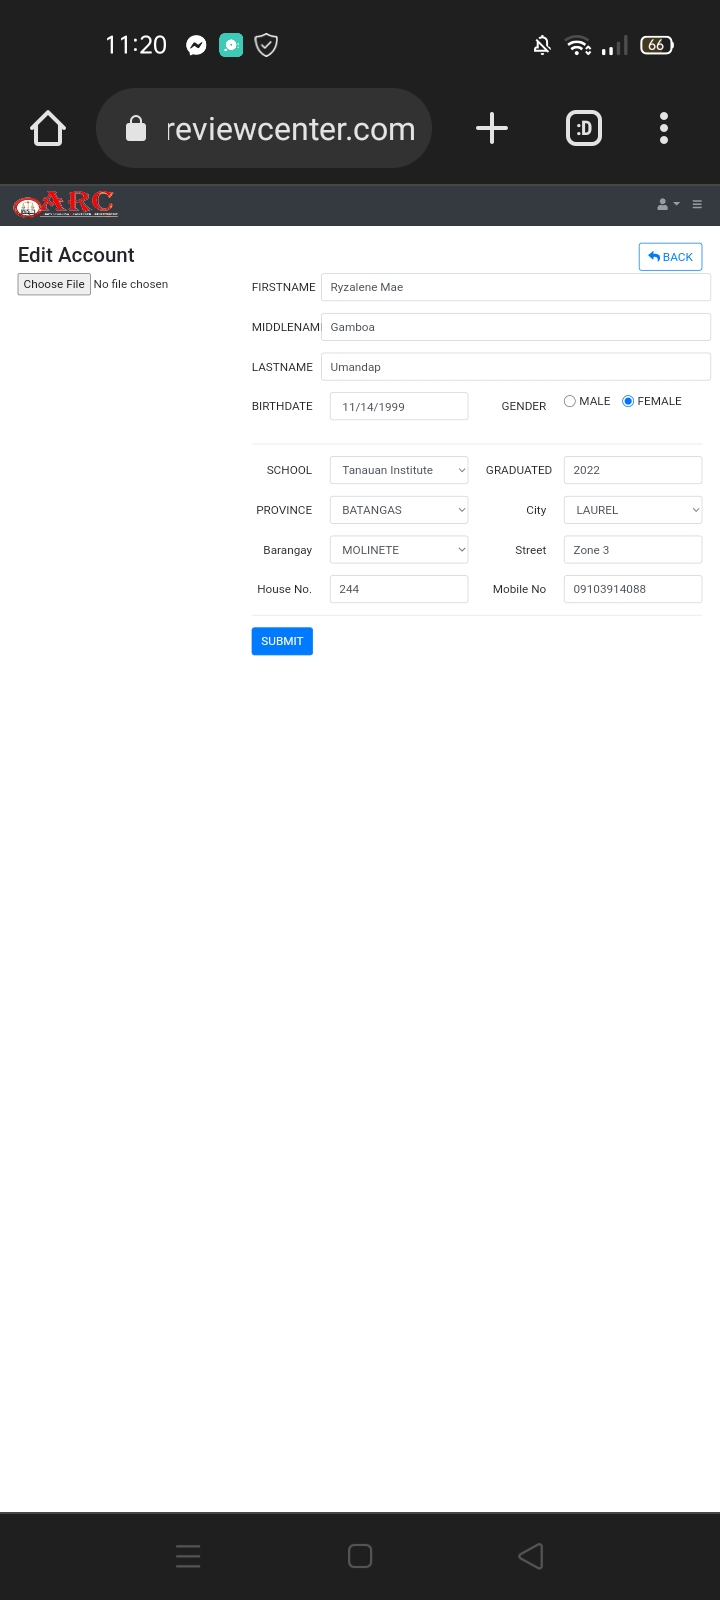 11:20 66
reviewcenter.com :D
ARC
Edit Account BACK
Choose File No file chosen
FIRSTNAME Ryzalene Mae
MIDDLENAM Gamboa
LASTNAME Umandap
BIRTHDATE 11/14/1999 GENDER MALE FEMALE
SCHOOL Tanauan Institute GRADUATED 2022
PROVINCE BATANGAS City LAUREL
Barangay MOLINETE Street Zone 3
House No. 244 Mobile No 09103914088
SUBMIT